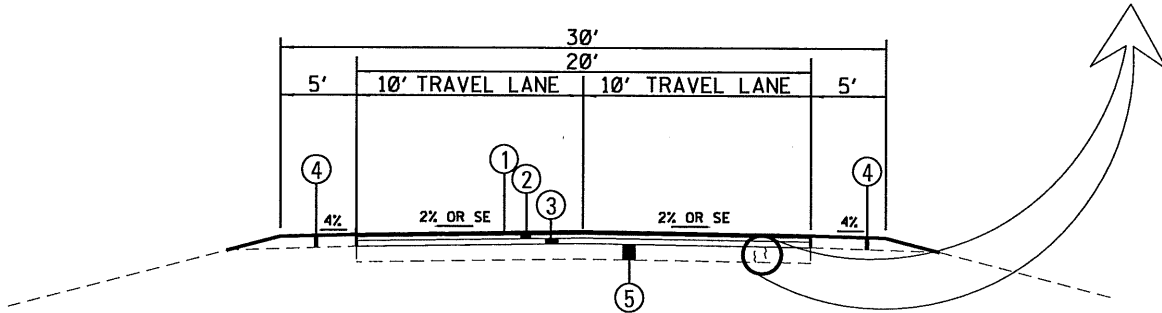 30'
20'
5' 10' TRAVEL LANE 10' TRAVEL LANE 5'
4 1 2 3 4
4% 2% OR SE 2% OR SE 4%
5